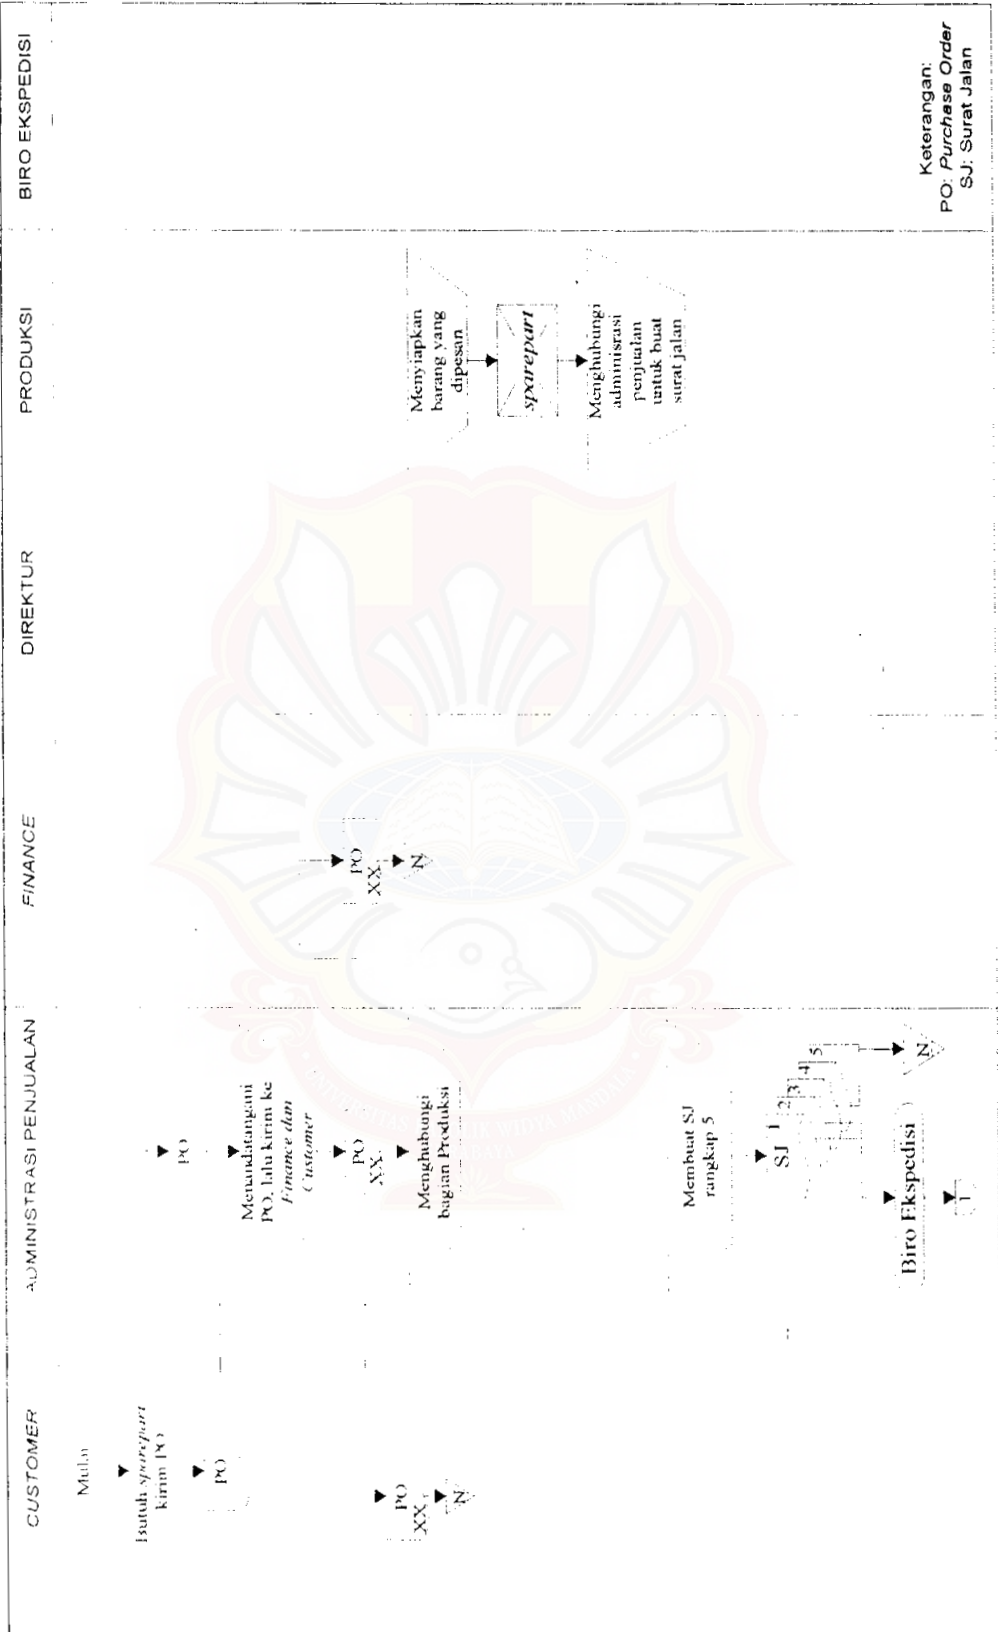 CUSTOMER
ADMINISTRASI PENJUALAN
FINANCE
DIREKTUR
PRODUKSI
BIRO EKSPEDISI
Mulai
Butuh sparepart
kirim PO
PO
PO
XX
N
PO
Menandatangani
PO, lalu kirim ke
Finance dan
Customer
PO
XX
Menghubungi
bagian Produksi
Membuat SJ
rangkap 5
SJ
1
2
3
4
5
Biro Ekspedisi
N
1
PO
XX
N
Menyiapkan
barang yang
dipesan
sparepart
Menghubungi
adminisrasi
penjualan
untuk buat
surat jalan
Keterangan:
PO: Purchase Order
SJ: Surat Jalan